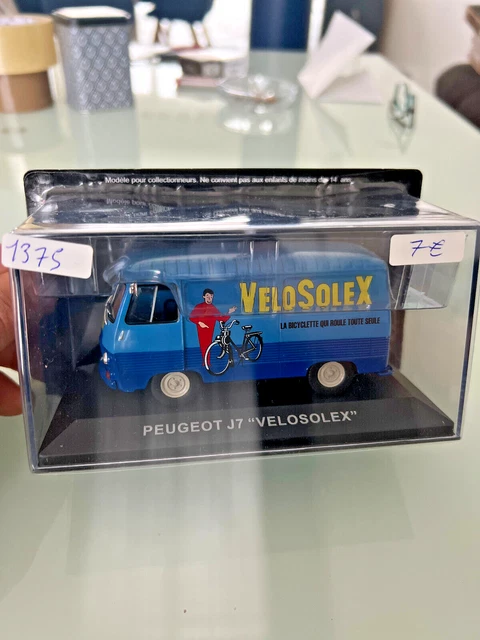 Modèle pour collectionneurs. Ne convient pas aux enfants de moins de 14 ans
1375
7€
VELOSOLEX
LA BICYCLETTE QUI ROULE TOUTE SEULE
PEUGEOT J7 "VELOSOLEX"